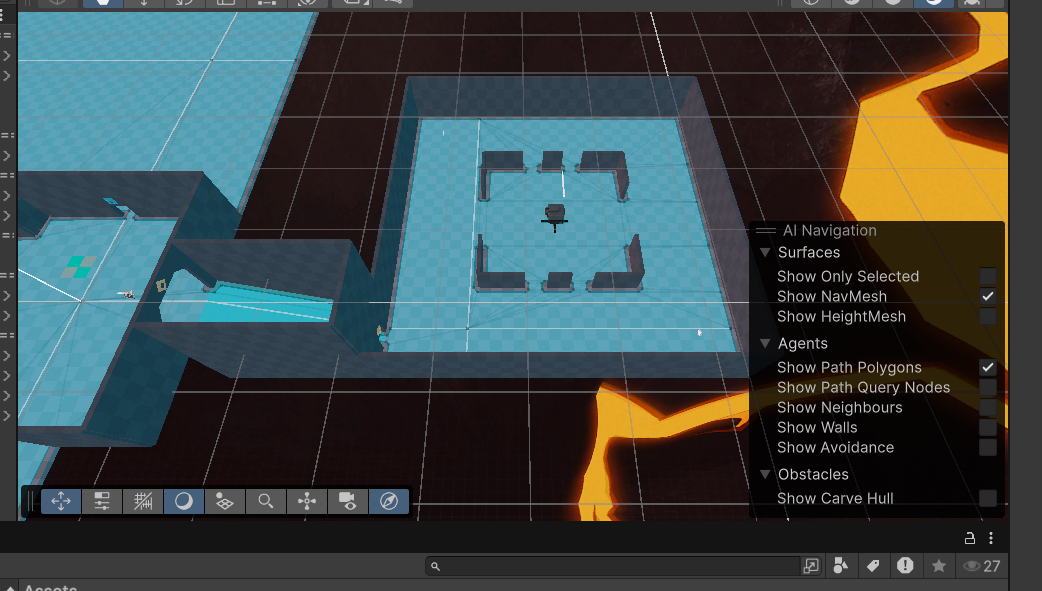 AI Navigation
Surfaces
Show Only Selected
Show NavMesh
Show HeightMesh
Agents
Show Path Polygons
Show Path Query Nodes
Show Neighbours
Show Walls
Show Avoidance
Obstacles
Show Carve Hull
27
Assets